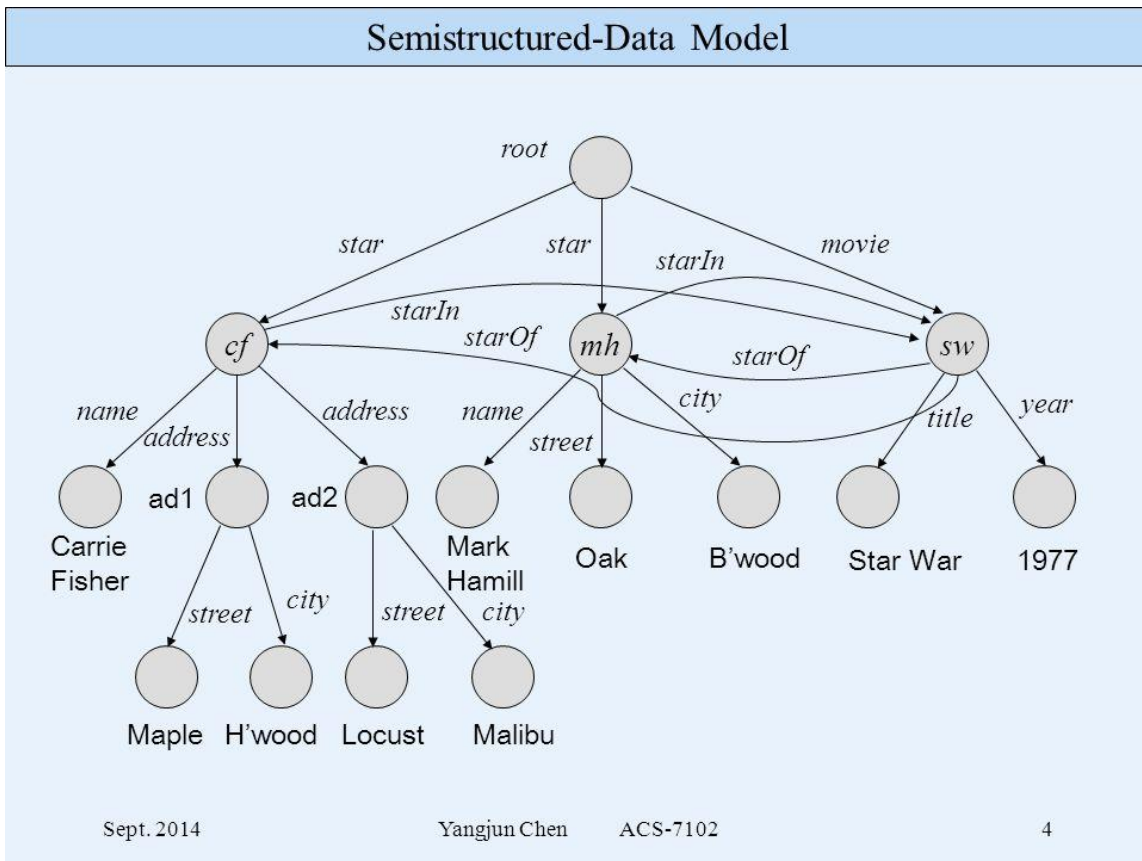 Semistructured-Data Model
root
star
star
movie
starIn
starIn
cf
starOf
mh
starOf
sw
name
address
address
name
street
city
title
year
ad1
ad2
Carrie
Fisher
Mark
Hamill
Oak
B'wood
Star War
1977
street
city
street
city
Maple
H'wood
Locust
Malibu
Sept. 2014
Yangjun Chen ACS-7102
4